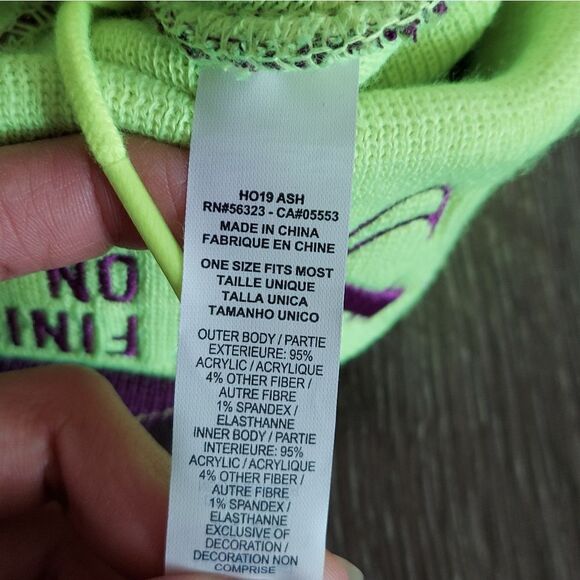 HO19 ASH
RN#56323 - CA#05553
MADE IN CHINA
FABRIQUE EN CHINE
ONE SIZE FITS MOST
TAILLE UNIQUE
TALLA UNICA
TAMANHO UNICO
OUTER BODY / PARTIE
EXTERIEURE: 95%
ACRYLIC / ACRYLIQUE
4% OTHER FIBER /
AUTRE FIBRE
1% SPANDEX /
ELASTHANNE
INNER BODY / PARTIE
INTERIEURE: 95%
ACRYLIC / ACRYLIQUE
4% OTHER FIBER /
AUTRE FIBRE
1% SPANDEX /
ELASTHANNE
EXCLUSIVE OF
DECORATION /
DECORATION NON
COMPRISE
NO
FINI